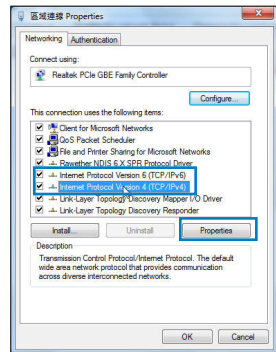 區域連線 Properties
Networking Authentication
Connect using:
Realtek PCIe GBE Family Controller
Configure...
This connection uses the following items:
Client for Microsoft Networks
QoS Packet Scheduler
File and Printer Sharing for Microsoft Networks
Rawether NDIS 6.X SPR Protocol Driver
Internet Protocol Version 6 (TCP/IPv6)
Internet Protocol Version 4 (TCP/IPv4)
Link-Layer Topology Discovery Mapper I/O Driver
Link-Layer Topology Discovery Responder
Install... Uninstall Properties
Description
Transmission Control Protocol/Internet Protocol. The default
wide area network protocol that provides communication
across diverse interconnected networks.
OK Cancel